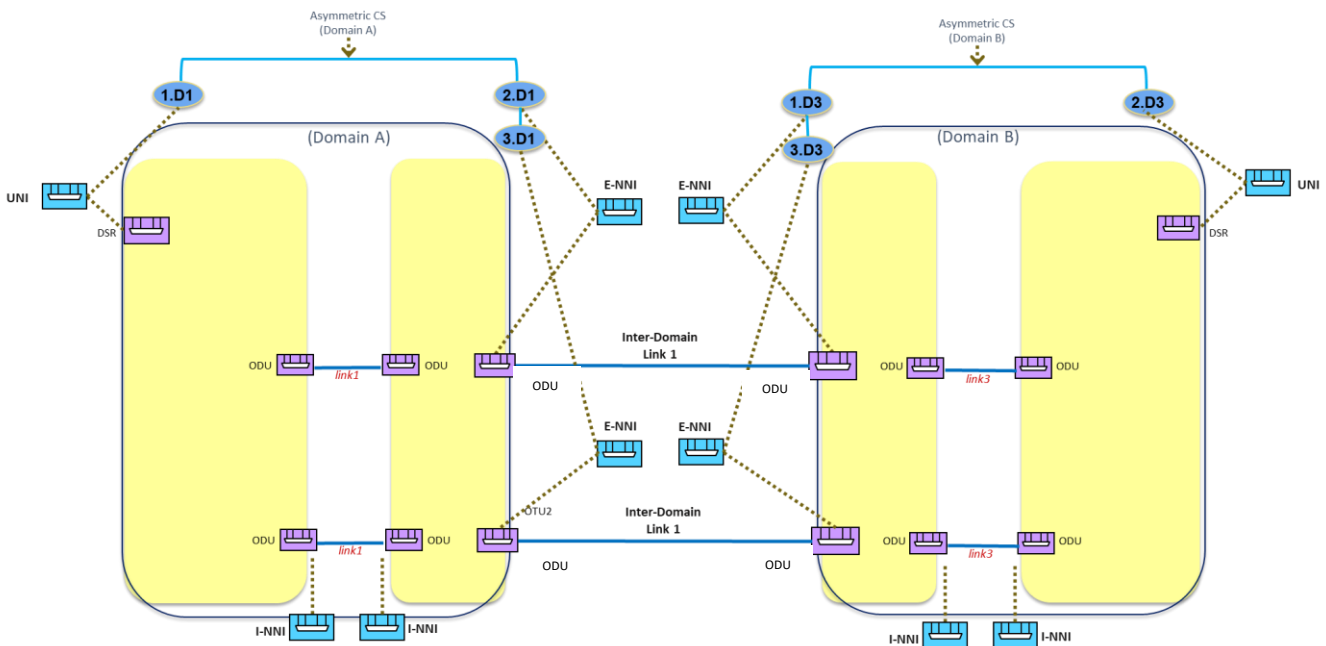 Asymmetric CS
(Domain A)
Asymmetric CS
(Domain B)
1.D1
2.D1
1.D3
2.D3
3.D1
3.D3
(Domain A)
(Domain B)
UNI
E-NNI
E-NNI
UNI
DSR
DSR
Inter-Domain
Link 1
ODU
link1
ODU
ODU
ODU
ODU
link3
ODU
E-NNI
E-NNI
OTU2
Inter-Domain
Link 1
ODU
link1
ODU
ODU
ODU
ODU
link3
ODU
I-NNI
I-NNI
I-NNI
I-NNI